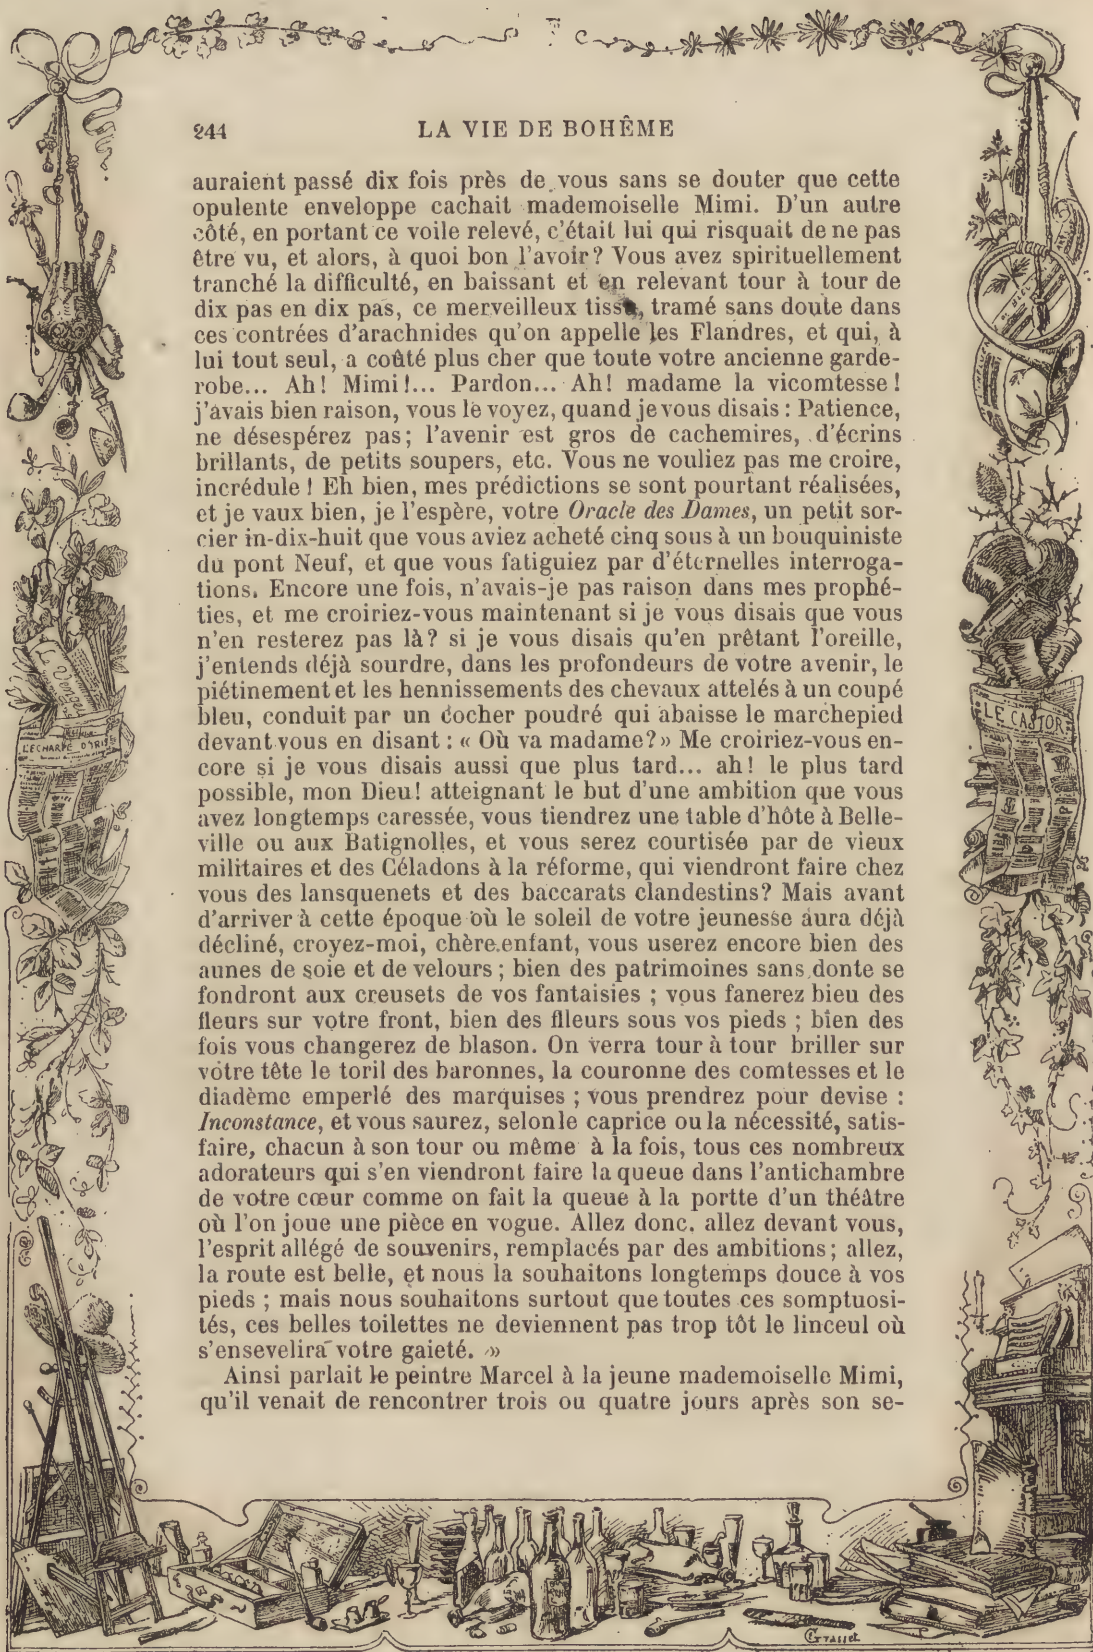 244 LA VIE DE BOHÊME
auraient passé dix fois près de vous sans se douter que cette
opulente enveloppe cachait mademoiselle Mimi. D'un autre
côté, en portant ce voile relevé, c'était lui qui risquait de ne pas
être vu, et alors, à quoi bon l'avoir? Vous avez spirituellement
tranché la difficulté, en baissant et en relevant tour à tour de
dix pas en dix pas, ce merveilleux tissu, tramé sans doute dans
ces contrées d'arachnides qu'on appelle les Flandres, et qui, à
lui tout seul, a coûté plus cher que toute votre ancienne garde-
robe... Ah! Mimi!... Pardon... Ah! madame la vicomtesse!
j'avais bien raison, vous le voyez, quand je vous disais : Patience,
ne désespérez pas; l'avenir est gros de cachemires, d'écrins
brillants, de petits soupers, etc. Vous ne vouliez pas me croire,
incrédule! Eh bien, mes prédictions se sont pourtant réalisées,
et je vaux bien, je l'espère, votre Oracle des Dames, un petit sor-
cier in-dix-huit que vous aviez acheté cinq sous à un bouquiniste
du pont Neuf, et que vous fatiguiez par d'éternelles interroga-
tions. Encore une fois, n'avais-je pas raison dans mes prophé-
ties, et me croiriez-vous maintenant si je vous disais que vous
n'en resterez pas là? si je vous disais qu'en prêtant l'oreille,
j'entends déjà sourdre, dans les profondeurs de votre avenir, le
piétinement et les hennissements des chevaux attelés à un coupé
bleu, conduit par un cocher poudré qui abaisse le marchepied
devant vous en disant : « Où va madame?» Me croiriez-vous en-
core si je vous disais aussi que plus tard... ah! le plus tard
possible, mon Dieu! atteignant le but d'une ambition que vous
avez longtemps caressée, vous tiendrez une table d'hôte à Belle-
ville ou aux Batignolles, et vous serez courtisée par de vieux
militaires et des Céladons à la réforme, qui viendront faire chez
vous des lansquenets et des baccarats clandestins? Mais avant
d'arriver à cette époque où le soleil de votre jeunesse aura déjà
décliné, croyez-moi, chère enfant, vous userez encore bien des
aunes de soie et de velours ; bien des patrimoines sans donte se
fondront aux creusets de vos fantaisies ; vous fanerez bieu des
fleurs sur votre front, bien des flleurs sous vos pieds ; bien des
fois vous changerez de blason. On verra tour à tour briller sur
votre tête le toril des baronnes, la couronne des comtesses et le
diadème emperlé des marquises ; vous prendrez pour devise :
Inconstance, et vous saurez, selonle caprice ou la nécessité, satis-
faire, chacun à son tour ou même à la fois, tous ces nombreux
adorateurs qui s'en viendront faire la queue dans l'antichambre
de votre cœur comme on fait la queue à la portte d'un théâtre
où l'on joue une pièce en vogue. Allez donc, allez devant vous,
l'esprit allégé de souvenirs, remplacés par des ambitions; allez,
la route est belle, et nous la souhaitons longtemps douce à vos
pieds ; mais nous souhaitons surtout que toutes ces somptuosi-
tés, ces belles toilettes ne deviennent pas trop tôt le linceul où
s'ensevelira votre gaieté. »
Ainsi parlait le peintre Marcel à la jeune mademoiselle Mimi,
qu'il venait de rencontrer trois ou quatre jours après son se-
L'ECHARPE D'IRIS
LE CASTOR
Grasset